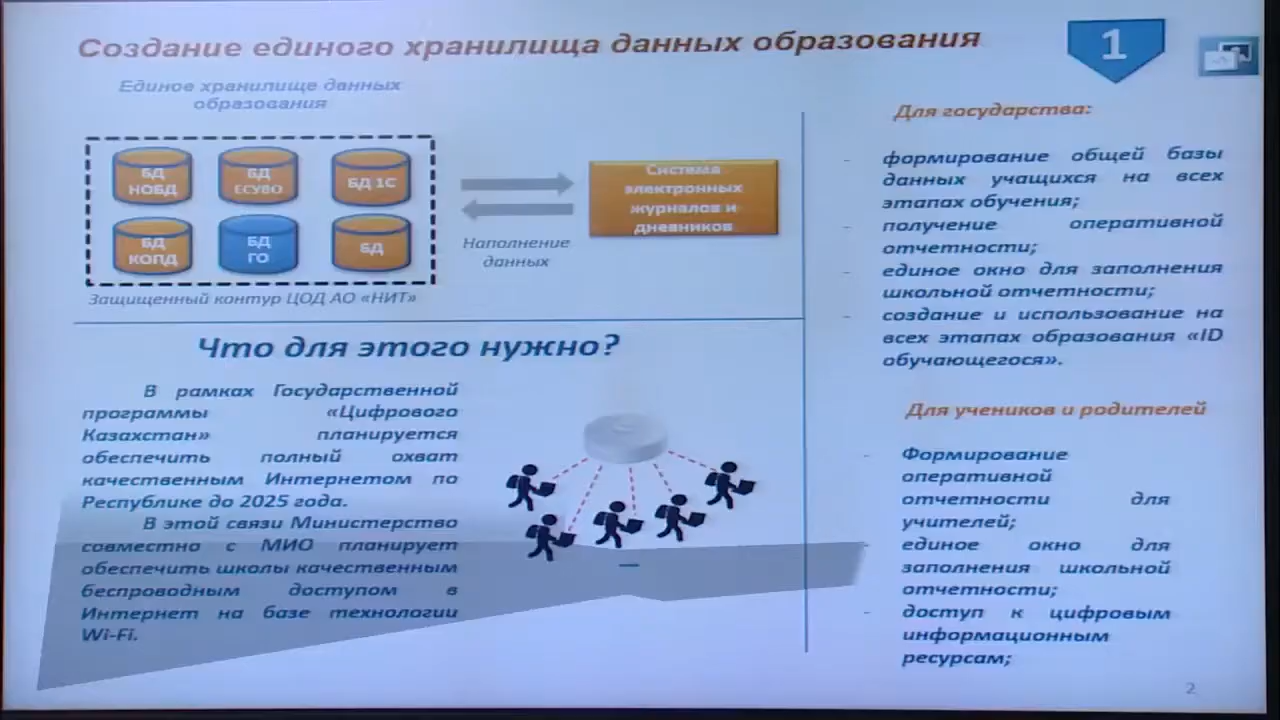 Создание единого хранилища данных образования
1
Единое хранилище данных
образования
БД
НОБД
БД
ЕСУВО
БД 1С
БД
КОПД
БД
ГО
БД
Защищенный контур ЦОД АО «НИТ»
Наполнение
данных
Система
электронных
журналов и
дневников
Что для этого нужно?
В рамках Государственной
программы «Цифрового
Казахстан» планируется
обеспечить полный охват
качественным Интернетом по
Республике до 2025 года.
В этой связи Министерство
совместно с МИО планирует
обеспечить школы качественным
беспроводным доступом в
Интернет на базе технологии
Wi-Fi.
Для государства:
- формирование общей базы
данных учащихся на всех
этапах обучения;
- получение оперативной
отчетности;
- единое окно для заполнения
школьной отчетности;
- создание и использование на
всех этапах образования «ID
обучающегося».
Для учеников и родителей
- Формирование
оперативной
отчетности для
учителей;
- единое окно для
заполнения школьной
отчетности;
- доступ к цифровым
информационным
ресурсам;
2